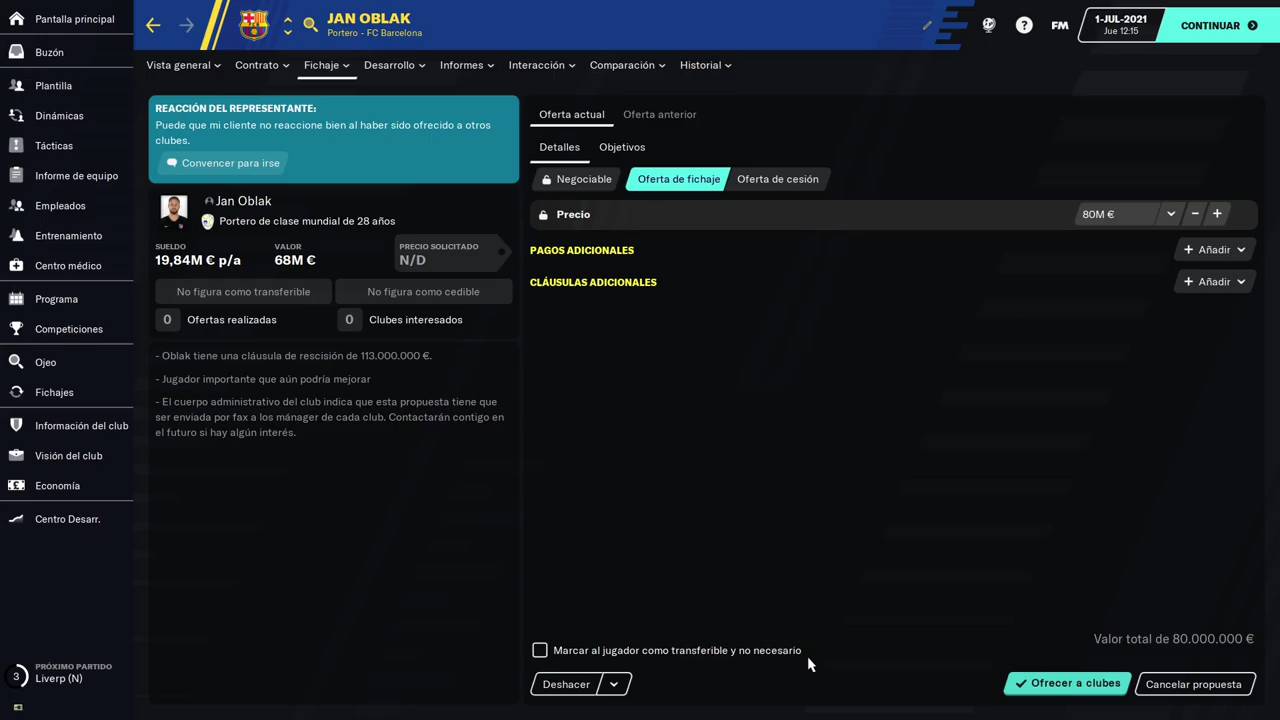 Pantalla principal
Buzón
Plantilla
Dinámicas
Tácticas
Informe de equipo
Empleados
Entrenamiento
Centro médico
Programa
Competiciones
Ojeo
Fichajes
Información del club
Visión del club
Economía
Centro Desarr.
3
PRÓXIMO PARTIDO
Liverp (N)
JAN OBLAK
Portero - FC Barcelona
FM
1-JUL-2021
Jue 12:15
CONTINUAR
Vista general
Contrato
Fichaje
Desarrollo
Informes
Interacción
Comparación
Historial
REACCIÓN DEL REPRESENTANTE:
Puede que mi cliente no reaccione bien al haber sido ofrecido a otros
clubes.
Convencer para irse
Jan Oblak
Portero de clase mundial de 28 años
SUELDO
19,84M € p/a
VALOR
68M €
PRECIO SOLICITADO
N/D
No figura como transferible
No figura como cedible
0 Ofertas realizadas
0 Clubes interesados
- Oblak tiene una cláusula de rescisión de 113.000.000 €.
- Jugador importante que aún podría mejorar
- El cuerpo administrativo del club indica que esta propuesta tiene que
ser enviada por fax a los mánager de cada club. Contactarán contigo en
el futuro si hay algún interés.
Oferta actual
Oferta anterior
Detalles
Objetivos
Negociable
Oferta de fichaje
Oferta de cesión
Precio
80M €
PAGOS ADICIONALES
Añadir
CLÁUSULAS ADICIONALES
Añadir
Valor total de 80.000.000 €
Marcar al jugador como transferible y no necesario
Deshacer
Ofrecer a clubes
Cancelar propuesta